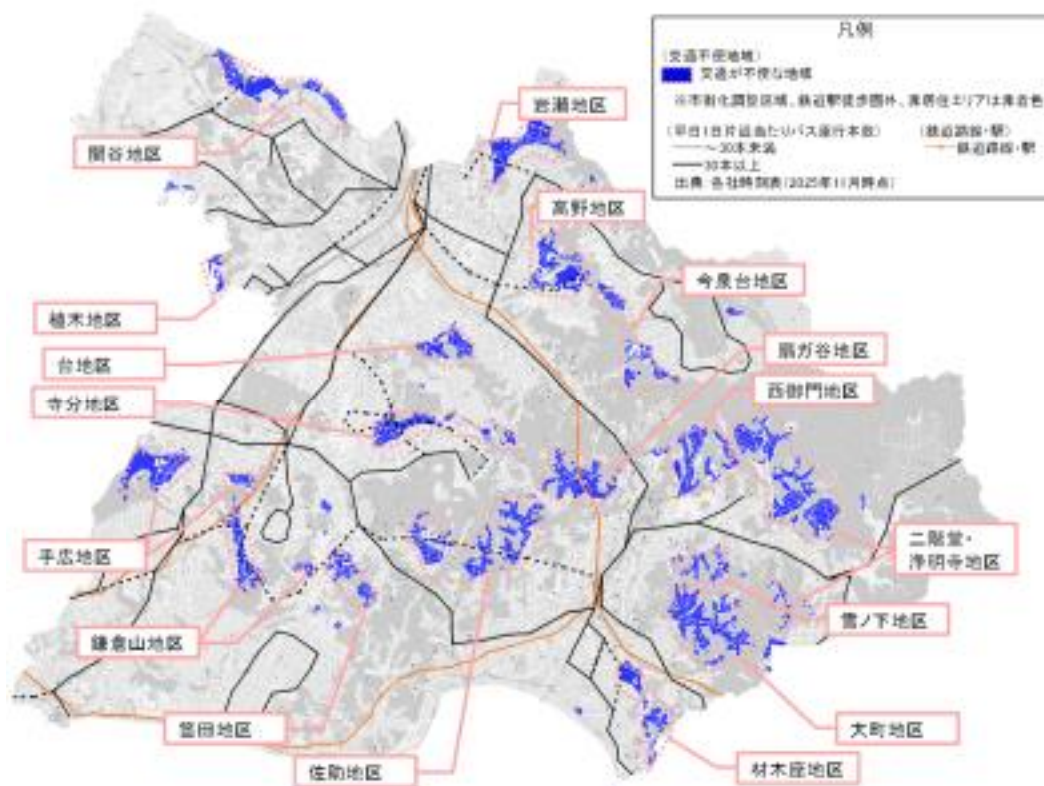 凡例
(交通不便地域)
交通が不便な地域
※市街化調整区域、鉄道駅徒歩圏外、非居住エリアは
(平日1日片道当たりバス運行本数)
～30本未満
30本以上
(鉄道路線・駅)
鉄道路線・駅
出典:各社時刻表(2025年11月時点)
岩瀬地区
関谷地区
高野地区
今泉台地区
植木地区
台地区
扇ガ谷地区
寺分地区
西御門地区
手広地区
二階堂・
浄明寺地区
鎌倉山地区
雪ノ下地区
笛田地区
大町地区
佐助地区
材木座地区